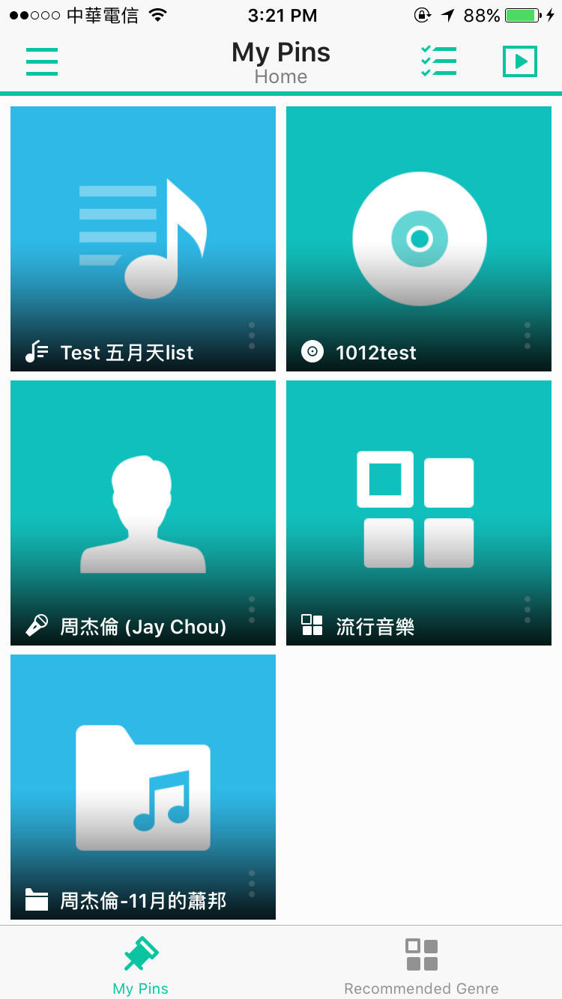 中華電信
3:21 PM
88%
My Pins
Home
Test 五月天list
1012test
周杰倫 (Jay Chou)
流行音樂
周杰倫-11月的蕭邦
My Pins
Recommended Genre